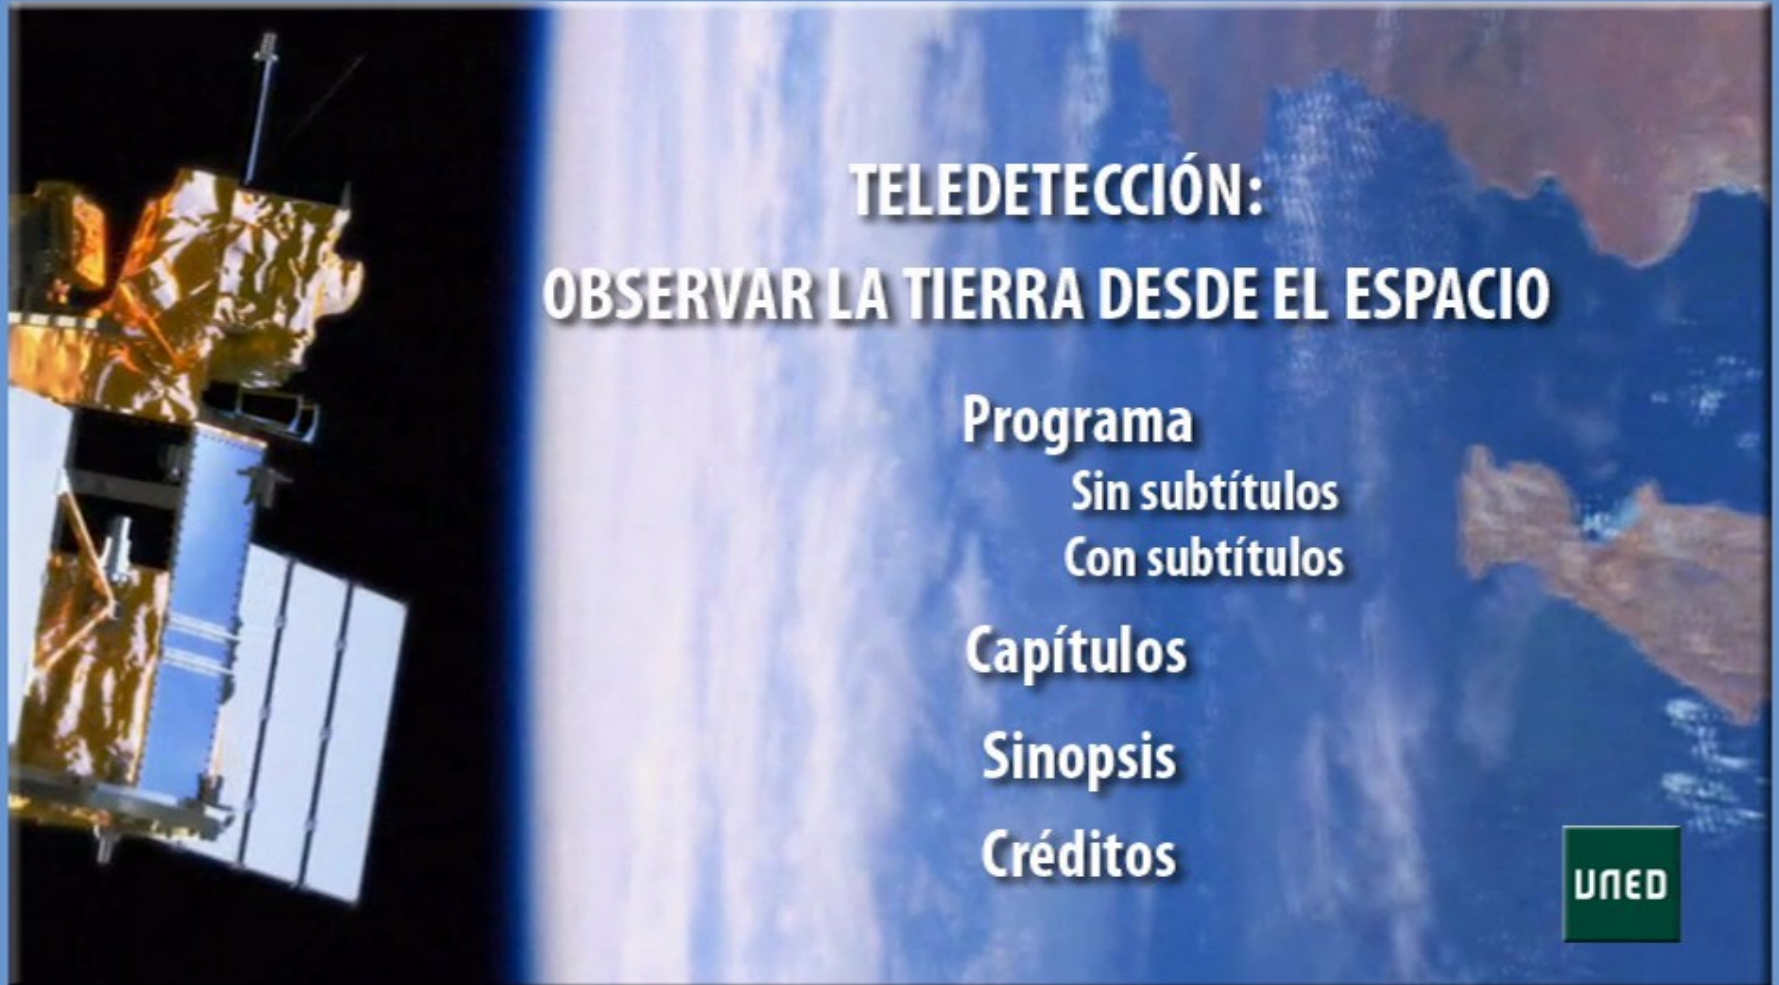 TELEDETECCIÓN:
OBSERVAR LA TIERRA DESDE EL ESPACIO
Programa
Sin subtítulos
Con subtítulos
Capítulos
Sinopsis
Créditos
UNED